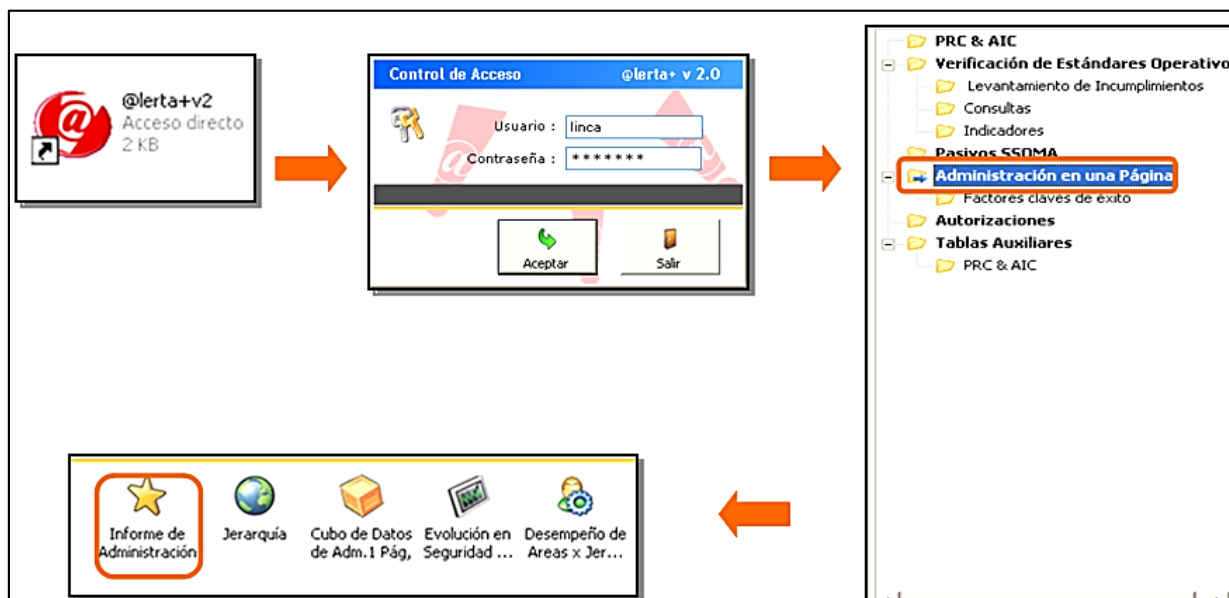 @lerta+v2
Acceso directo
2 KB
Control de Acceso @lerta+ v 2.0
Usuario : linca
Contraseña : *******
Aceptar
Salir
PRC & AIC
Verificación de Estándares Operativo
Levantamiento de Incumplimientos
Consultas
Indicadores
Pasivos SSOMA
Administración en una Página
Factores claves de éxito
Autorizaciones
Tablas Auxiliares
PRC & AIC
Informe de
Administración
Jerarquía
Cubo de Datos
de Adm.1 Pág,
Evolución en
Seguridad ...
Desempeño de
Areas x Jer...